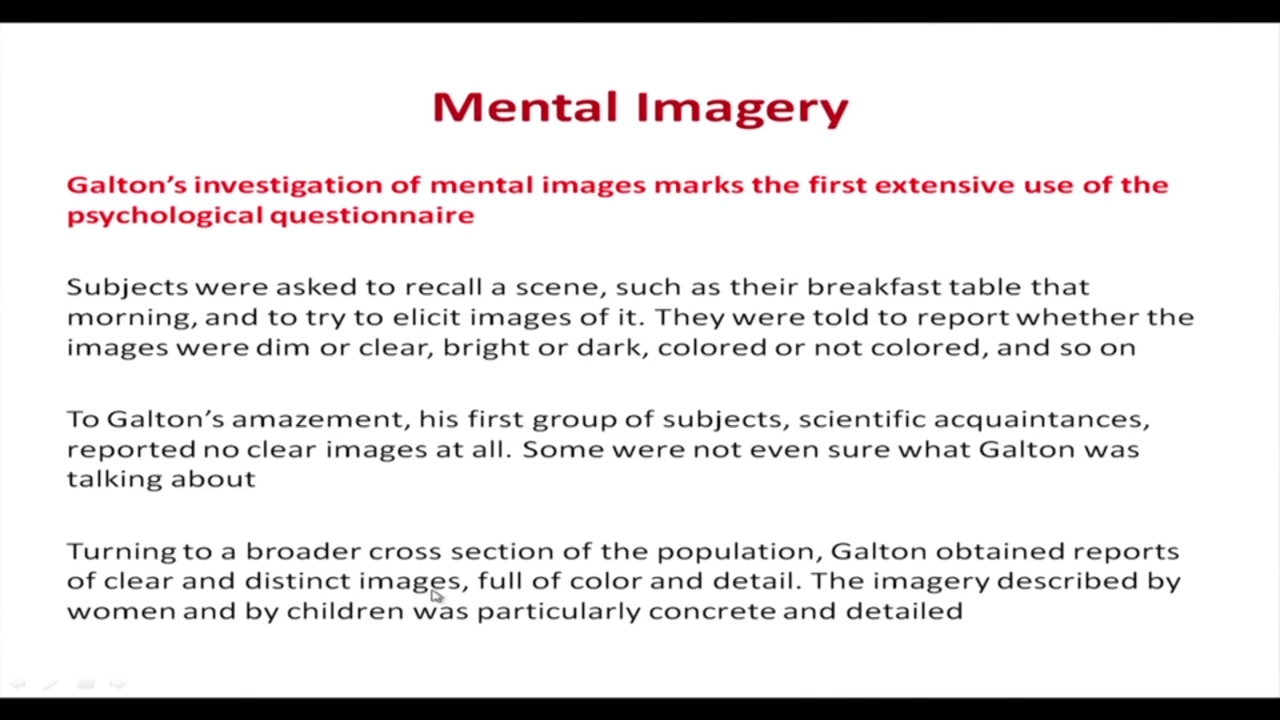 Mental Imagery
Galton’s investigation of mental images marks the first extensive use of the
psychological questionnaire
Subjects were asked to recall a scene, such as their breakfast table that
morning, and to try to elicit images of it. They were told to report whether the
images were dim or clear, bright or dark, colored or not colored, and so on
To Galton’s amazement, his first group of subjects, scientific acquaintances,
reported no clear images at all. Some were not even sure what Galton was
talking about
Turning to a broader cross section of the population, Galton obtained reports
of clear and distinct images, full of color and detail. The imagery described by
women and by children was particularly concrete and detailed